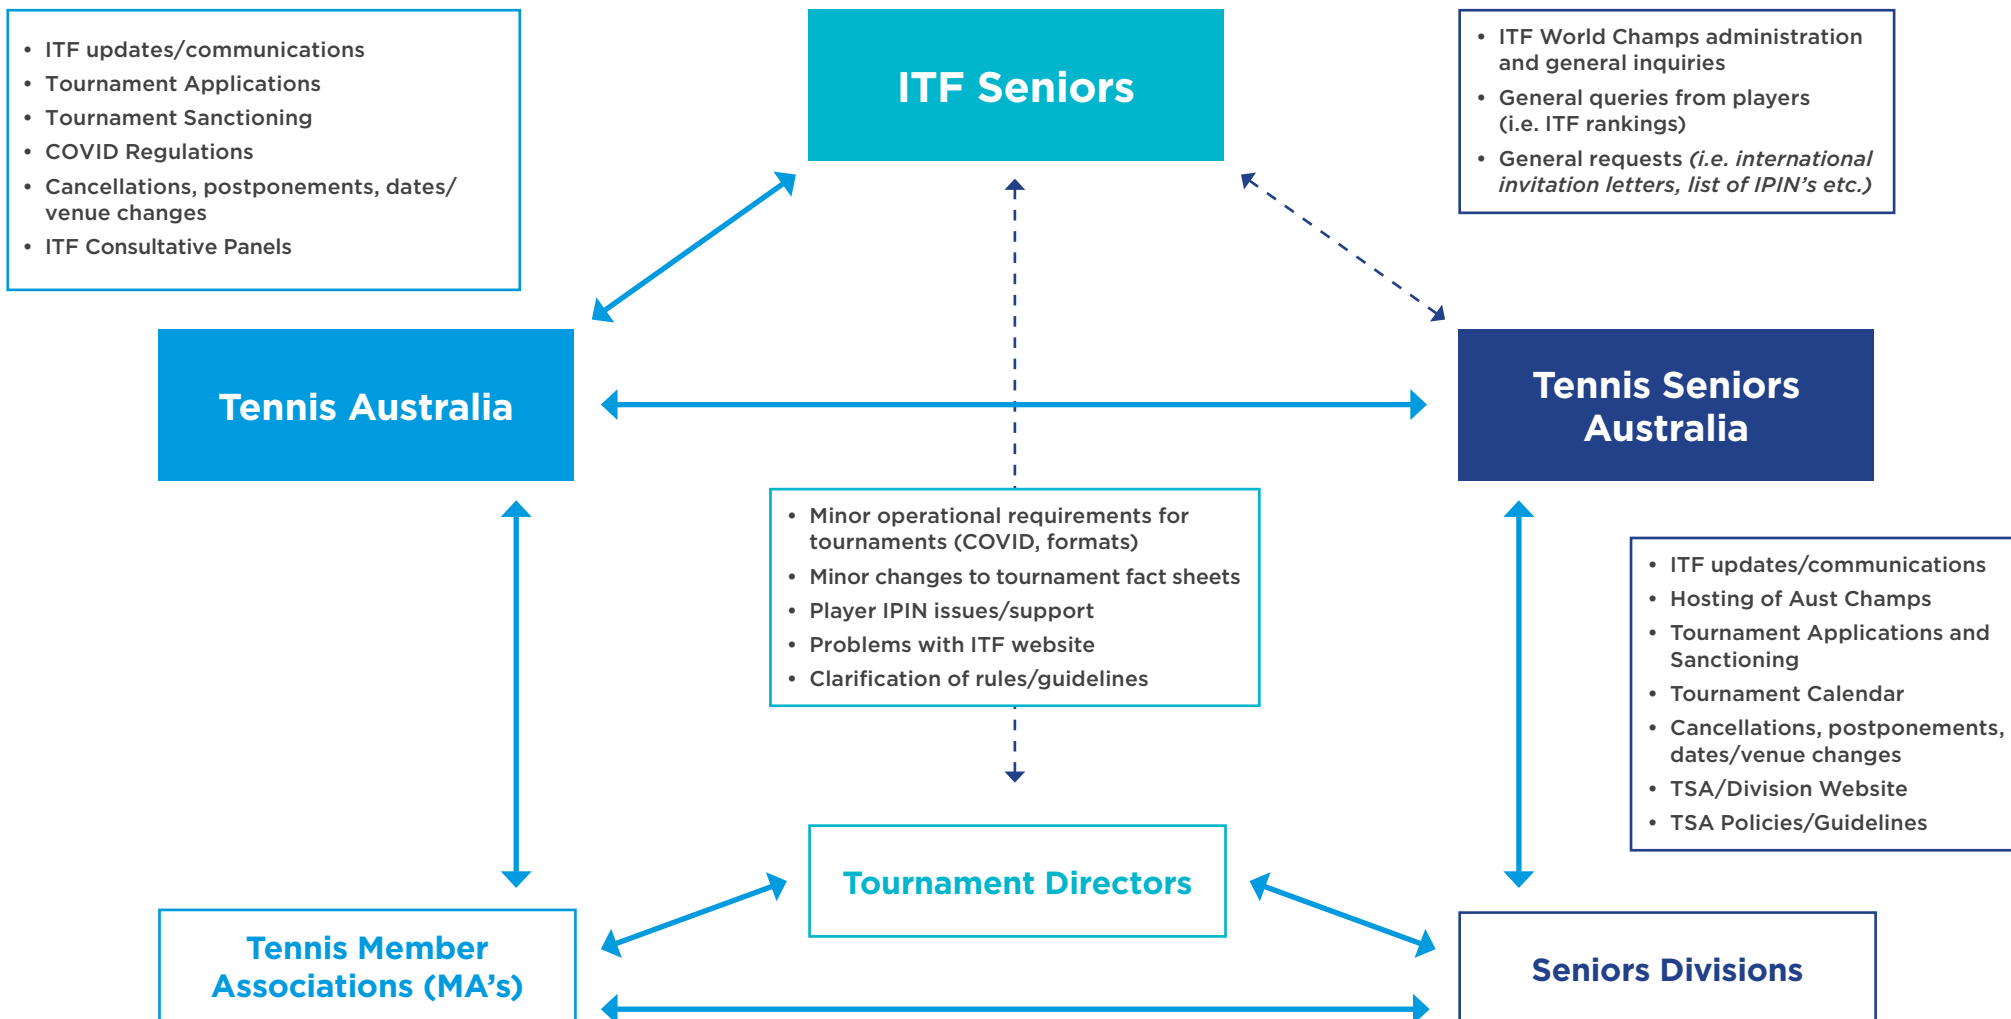 • ITF updates/communications
• Tournament Applications
• Tournament Sanctioning
• COVID Regulations
• Cancellations, postponements, dates/
venue changes
• ITF Consultative Panels
ITF Seniors
• ITF World Champs administration
and general inquiries
• General queries from players
(i.e. ITF rankings)
• General requests (i.e. international
invitation letters, list of IPIN's etc.)
Tennis Australia
Tennis Seniors
Australia
• Minor operational requirements for
tournaments (COVID, formats)
• Minor changes to tournament fact sheets
• Player IPIN issues/support
• Problems with ITF website
• Clarification of rules/guidelines
• ITF updates/communications
• Hosting of Aust Champs
• Tournament Applications and
Sanctioning
• Tournament Calendar
• Cancellations, postponements,
dates/venue changes
• TSA/Division Website
• TSA Policies/Guidelines
Tournament Directors
Tennis Member
Associations (MA's)
Seniors Divisions